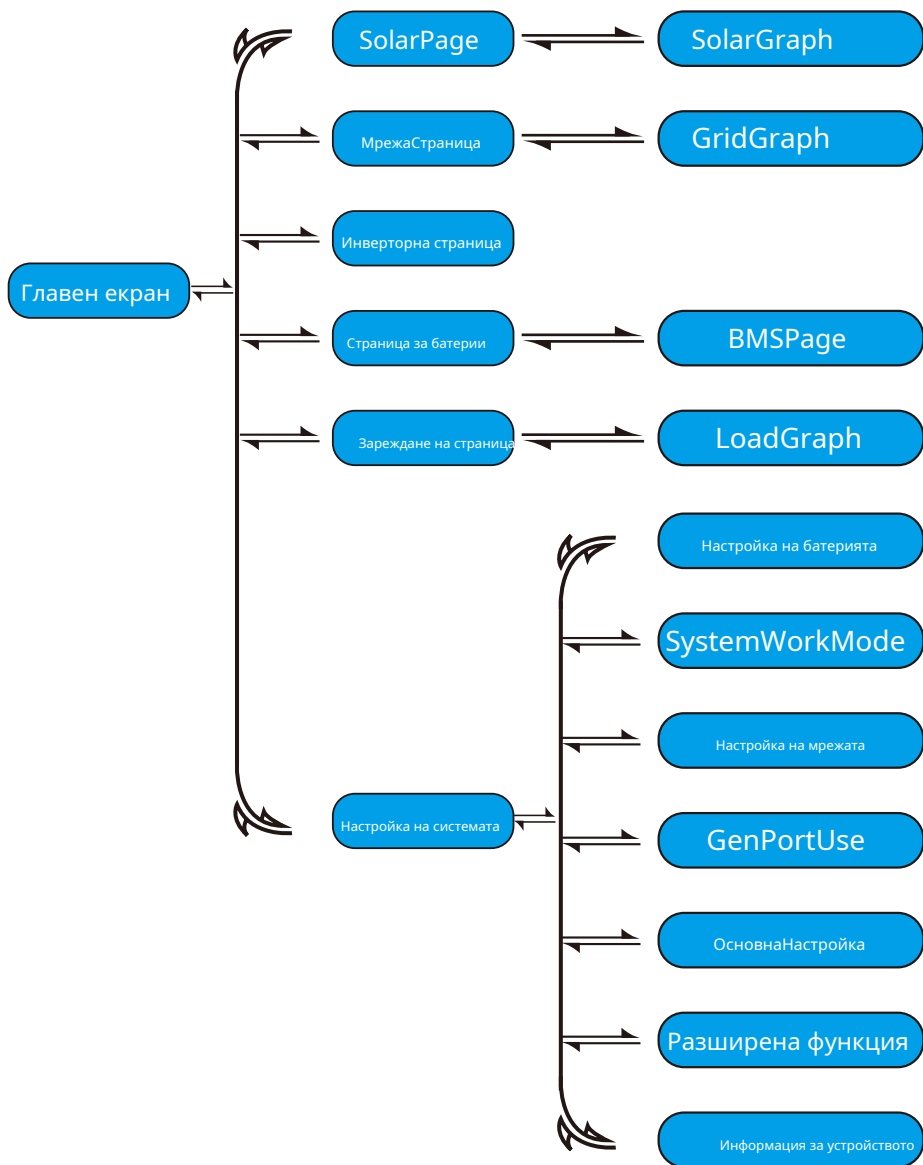 SolarPage
SolarGraph
МрежаСтраница
GridGraph
Инверторна страница
Главен екран
Страница за батерии
BMSPage
Зареждане на страница
LoadGraph
Настройка на батерията
SystemWorkMode
Настройка на мрежата
Настройка на системата
GenPortUse
ОсновнаНастройка
Разширена функция
Информация за устройството